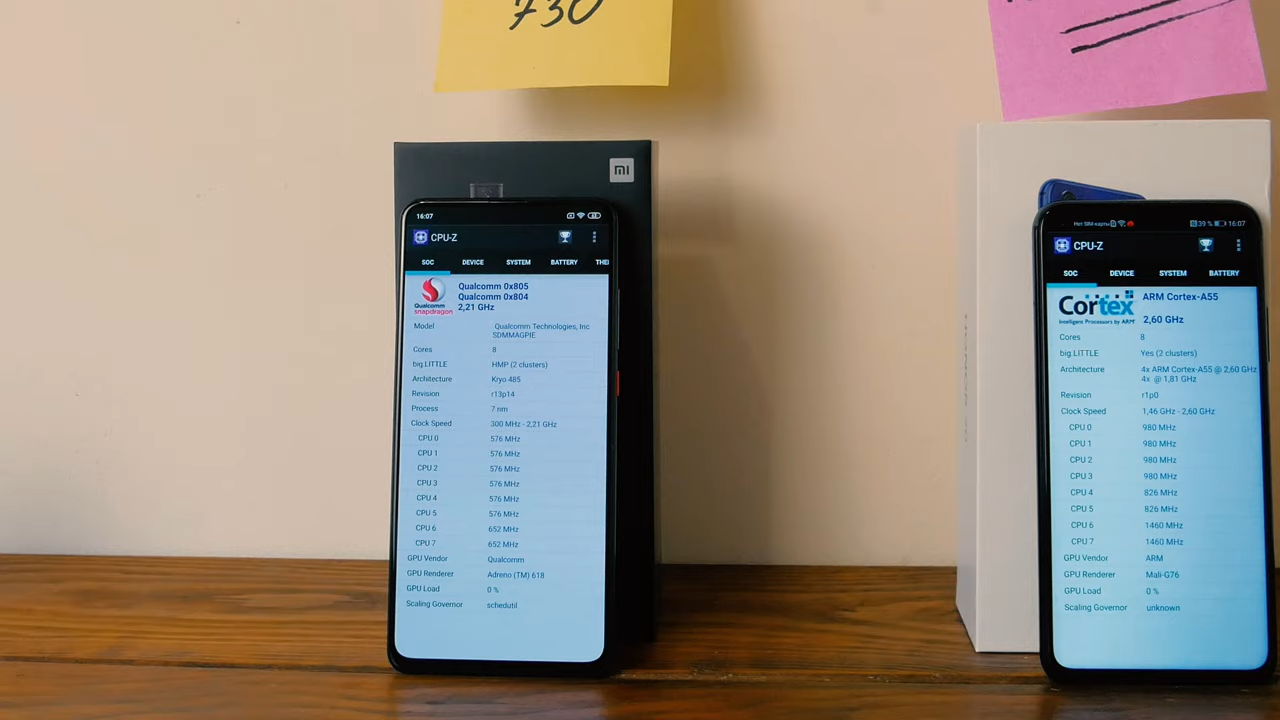 730
mi
16:07
CPU-Z
SOC DEVICE SYSTEM BATTERY THE
Qualcomm snapdragon
Qualcomm 0x805
Qualcomm 0x804
2,21 GHz
Model Qualcomm Technologies, Inc
SDMMAGPIE
Cores 8
big.LITTLE HMP (2 clusters)
Architecture Kryo 485
Revision r13p14
Process 7 nm
Clock Speed 300 MHz - 2,21 GHz
CPU 0 576 MHz
CPU 1 576 MHz
CPU 2 576 MHz
CPU 3 576 MHz
CPU 4 576 MHz
CPU 5 576 MHz
CPU 6 652 MHz
CPU 7 652 MHz
GPU Vendor Qualcomm
GPU Renderer Adreno (TM) 618
GPU Load 0 %
Scaling Governor schedutil
Нет SIM-карты 39 % 16:07
CPU-Z
SOC DEVICE SYSTEM BATTERY
Cortex
Intelligent Processors by ARM
ARM Cortex-A55
2,60 GHz
Cores 8
big.LITTLE Yes (2 clusters)
Architecture 4x ARM Cortex-A55 @ 2,60 GHz
4x @ 1,81 GHz
Revision r1p0
Clock Speed 1,46 GHz - 2,60 GHz
CPU 0 980 MHz
CPU 1 980 MHz
CPU 2 980 MHz
CPU 3 980 MHz
CPU 4 826 MHz
CPU 5 826 MHz
CPU 6 1460 MHz
CPU 7 1460 MHz
GPU Vendor ARM
GPU Renderer Mali-G76
GPU Load 0 %
Scaling Governor unknown